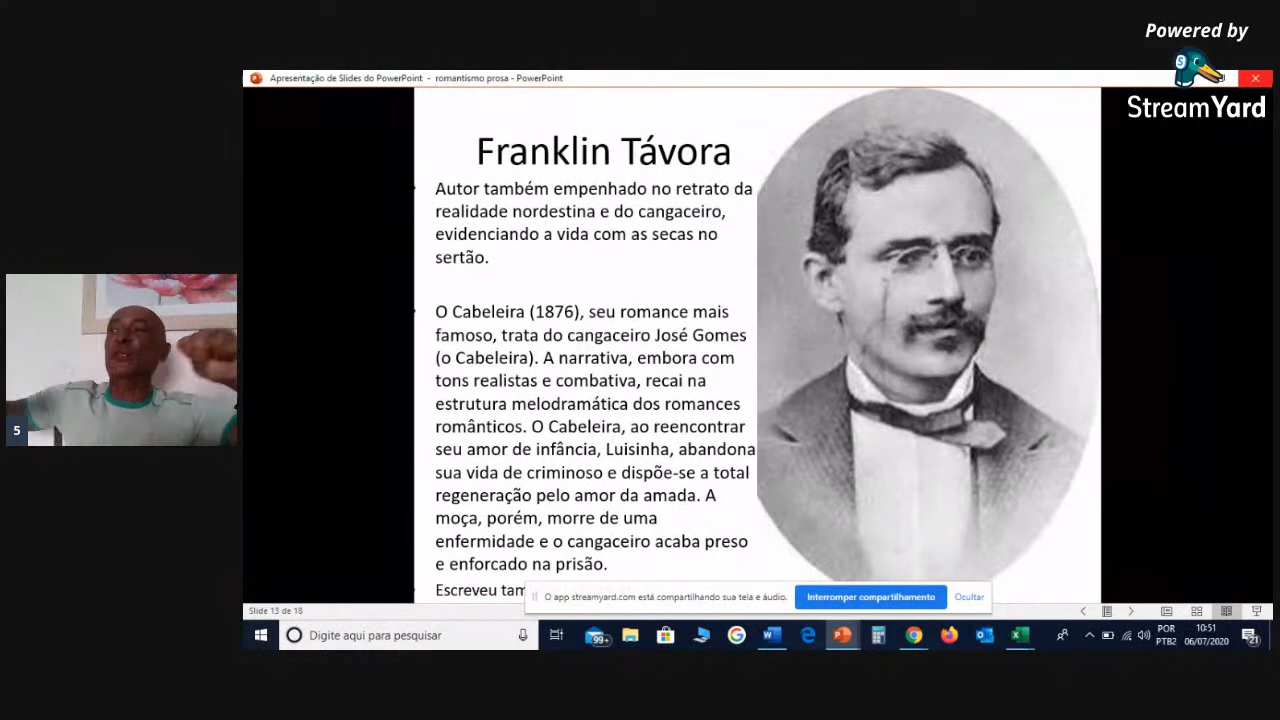 Powered by
StreamYard
Apresentação de Slides do PowerPoint - romantismo prosa - PowerPoint
Franklin Távora
Autor também empenhado no retrato da
realidade nordestina e do cangaceiro,
evidenciando a vida com as secas no
sertão.
O Cabeleira (1876), seu romance mais
famoso, trata do cangaceiro José Gomes
(o Cabeleira). A narrativa, embora com
tons realistas e combativa, recai na
estrutura melodramática dos romances
românticos. O Cabeleira, ao reencontrar
seu amor de infância, Luisinha, abandona
sua vida de criminoso e dispõe-se a total
regeneração pelo amor da amada. A
moça, porém, morre de uma
enfermidade e o cangaceiro acaba preso
e enforcado na prisão.
Escreveu tam
5
O app streamyard.com está compartilhando sua tela e áudio.
Interromper compartilhamento
Ocultar
Slide 13 de 18
Digite aqui para pesquisar
99+
POR
PTB2
10:51
06/07/2020
21